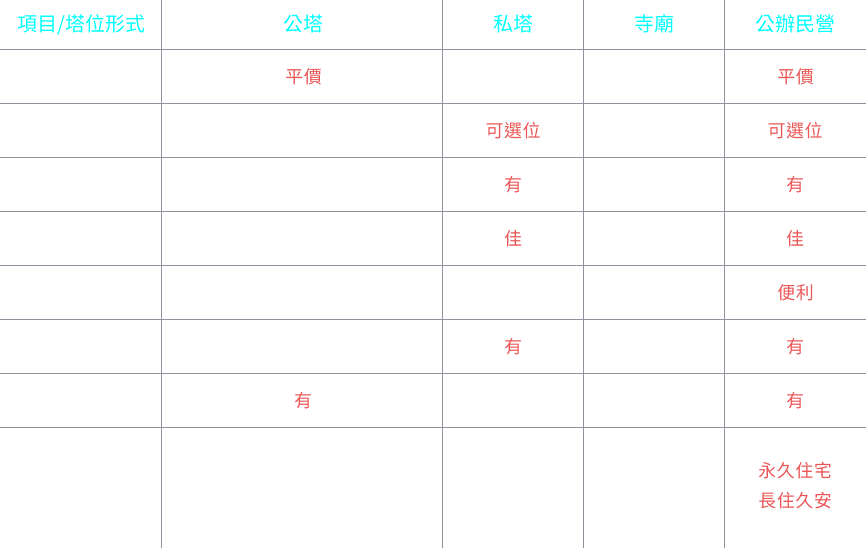 項目/塔位形式 公塔 私塔 寺廟 公辦民營
平價 平價
可選位 可選位
有 有
佳 佳
便利
有 有
有 有
永久住宅
長住久安